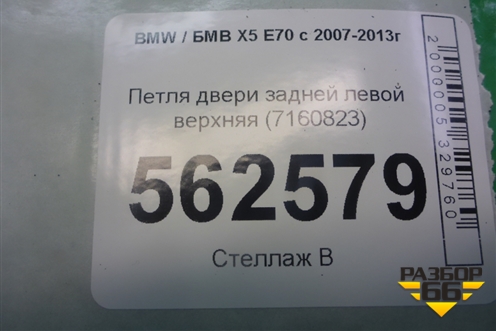 BMW / БМВ X5 E70 с 2007-2013г
Петля двери задней левой
верхняя (7160823)
562579
Стеллаж В
2000005329760
РАЗБОР
66